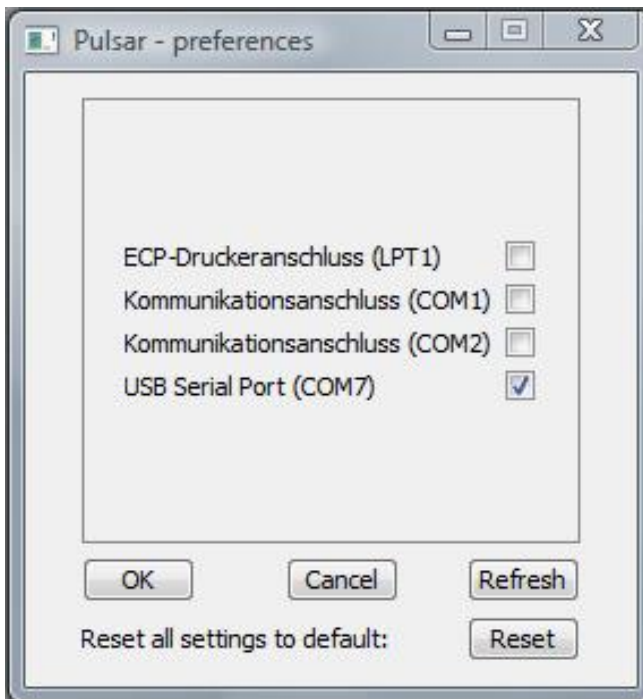 Pulsar - preferences
ECP-Druckeranschluss (LPT1)
Kommunikationsanschluss (COM1)
Kommunikationsanschluss (COM2)
USB Serial Port (COM7)
OK Cancel Refresh
Reset all settings to default: Reset